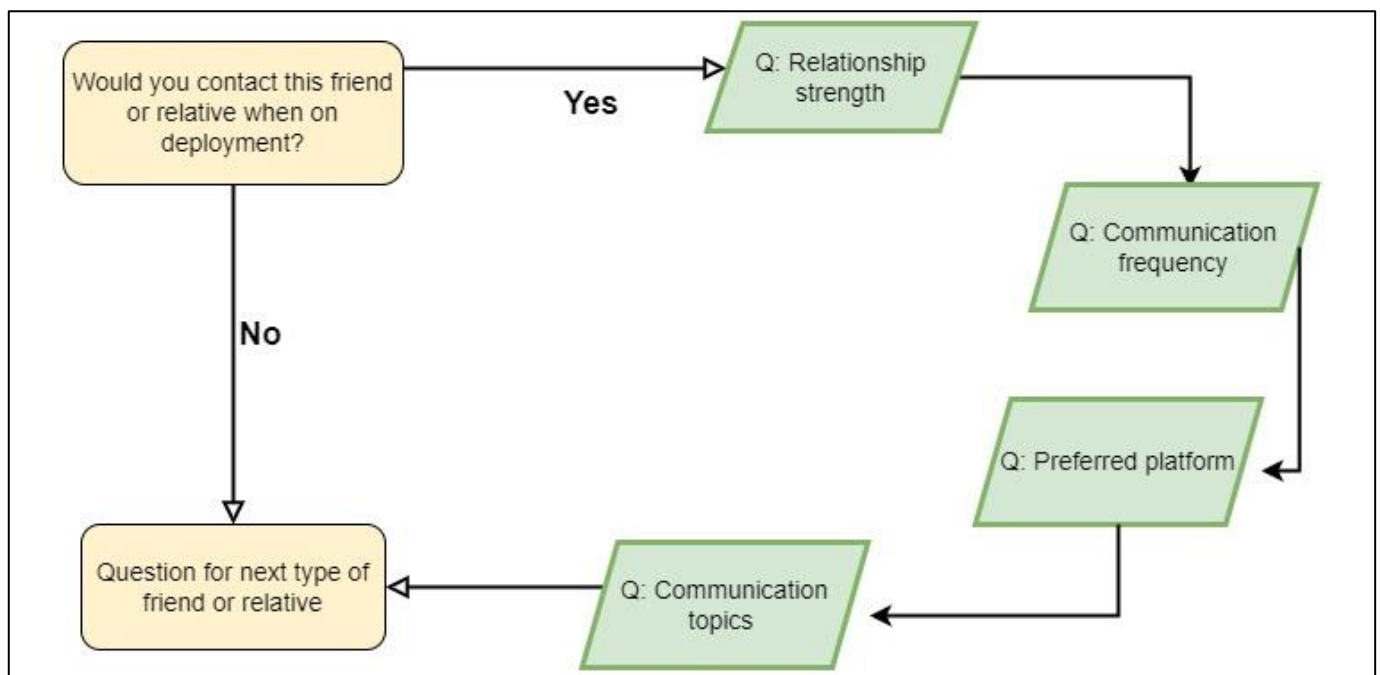 Would you contact this friend
or relative when on
deployment?
Yes
Q: Relationship
strength
Q: Communication
frequency
No
Q: Preferred platform
Q: Communication
topics
Question for next type of
friend or relative